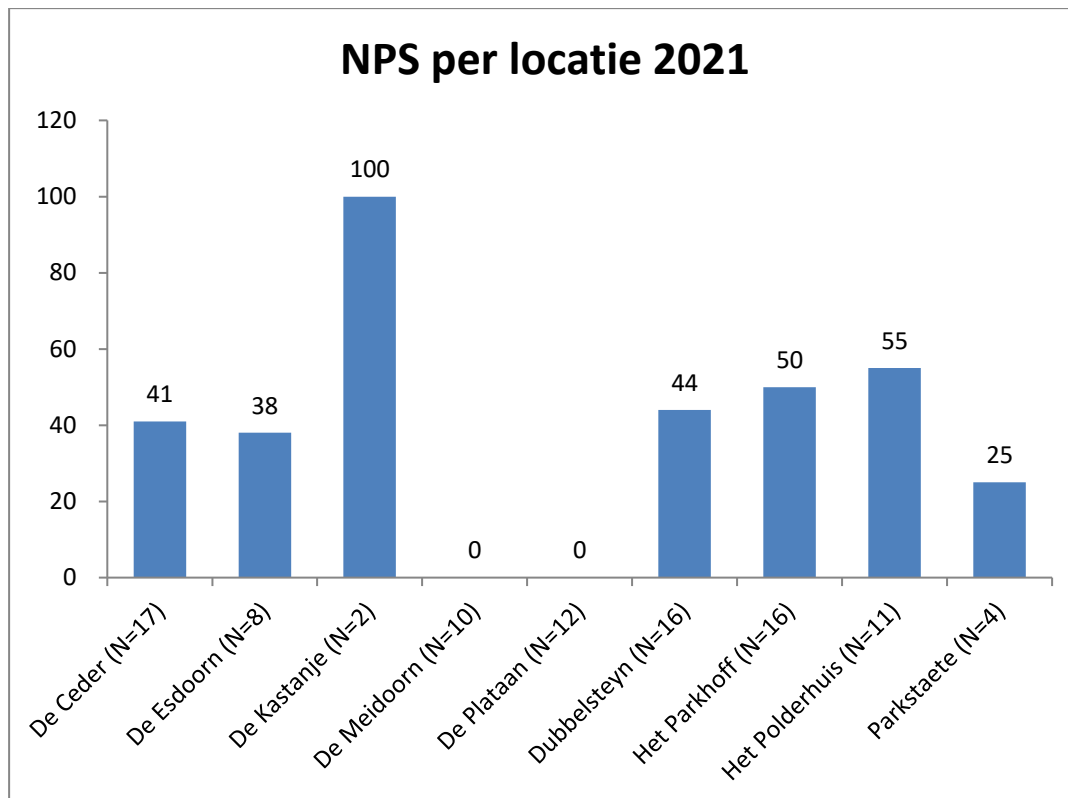 NPS per locatie 2021
120
100
80
60
40
20
0
41
38
100
0
0
44
50
55
25
De Ceder (N=17)
De Esdoorn (N=8)
De Kastanje (N=2)
De Meidoorn (N=10)
De Plataan (N=12)
Dubbelsteyn (N=16)
Het Parkhoff (N=16)
Het Polderhuis (N=11)
Parkstaete (N=4)